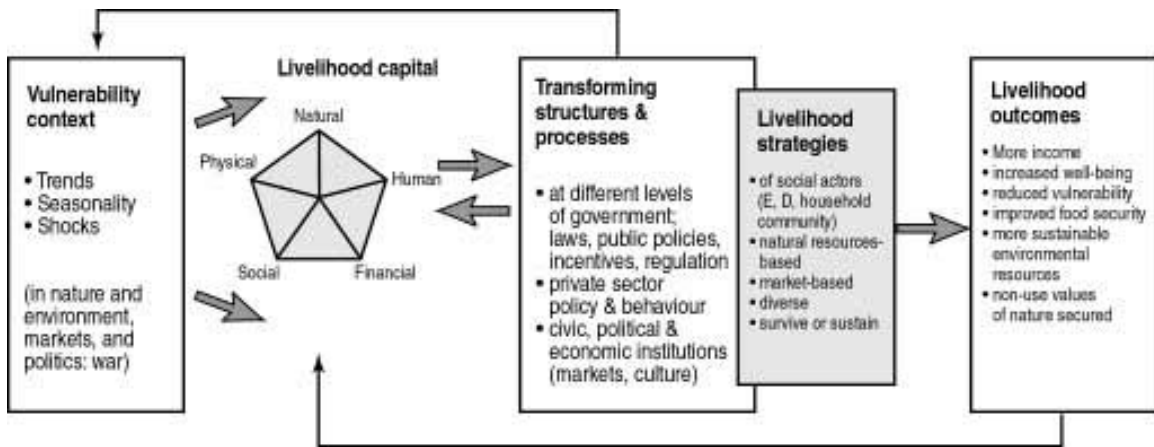 Vulnerability
context
• Trends
• Seasonality
• Shocks
(in nature and
environment,
markets, and
politics: war)
Livelihood capital
Natural
Physical
Human
Social
Financial
Transforming
structures &
processes
• at different levels
of government;
laws, public policies,
incentives, regulation
• private sector
policy & behaviour
• civic, political &
economic institutions
(markets, culture)
Livelihood
strategies
• of social actors
(E, D, household
community)
• natural resources-
based
• market-based
• diverse
• survive or sustain
Livelihood
outcomes
• More income
• increased well-being
• reduced vulnerability
• improved food security
• more sustainable
environmental
resources
• non-use values
of nature secured